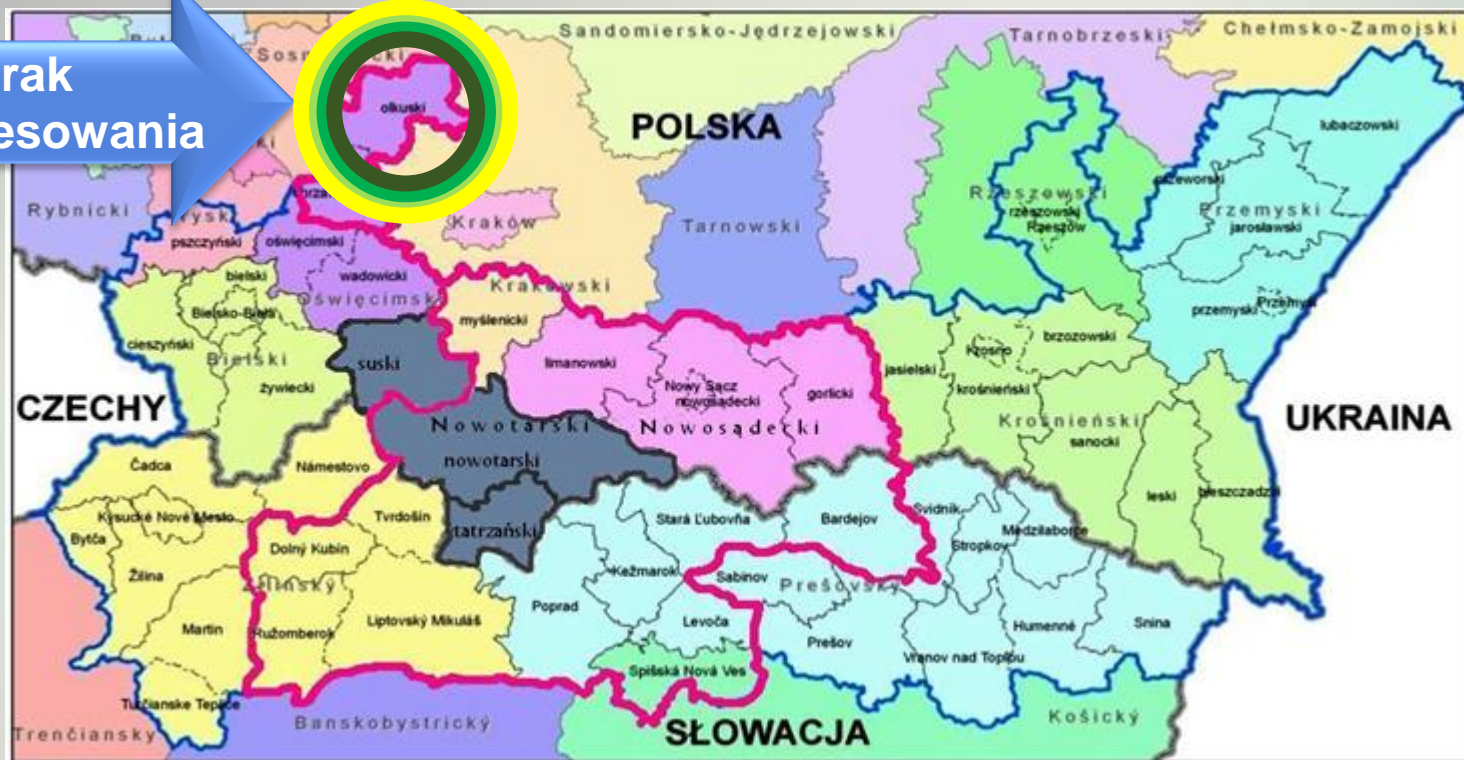 Sandomiersko-Jędrzejowski
Tarnobrzeski
Chełmsko-Zamojski
rak
esowania
olkuski
POLSKA
lubaczowski
Rybnicki
Kraków
Tarnowski
Rzeszowski
rzeszowski
Rzeszów
Przemyski
jarosławski
pszczyński
oświęcimski
bielski
wadowicki
Krakowski
przemyski
Bielsko-Biała
myślenicki
brzozowski
cieszyński
Bielski
suski
limanowski
jasielski
Krosno
żywiecki
Nowy Sącz
nowosądecki
gorlicki
krośnieński
CZECHY
Nowotarski
Nowosądecki
Krośnieński
UKRAINA
sanocki
Čadca
Námestovo
nowotarski
leski
bieszczadzki
Kysucké Nové Mesto
Tvrdošín
Stará Ľubovňa
Bardejov
Svidník
Medzilaborce
Bytča
tatrzański
Stropkov
Dolný Kubín
Žilina
Kežmarok
Sabinov
Prešovský
Poprad
Martin
Ružomberok
Liptovský Mikuláš
Levoča
Humenné
Snina
Prešov
Vranov nad Topľou
Spišská Nová Ves
Turčianske Teplice
Trenčiansky
Banskobystrický
SŁOWACJA
Košický